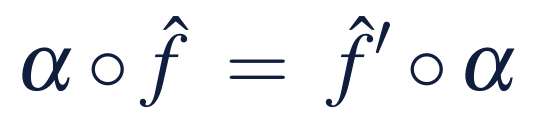 α ∘ f̂ = f̂′ ∘ α